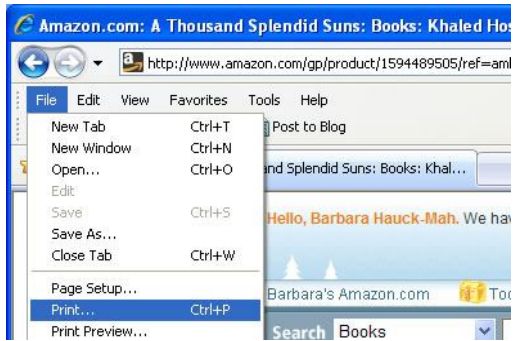 Amazon.com: A Thousand Splendid Suns: Books: Khaled Hos
http://www.amazon.com/gp/product/1594489505/ref=aml
File Edit View Favorites Tools Help
New Tab Ctrl+T
Post to Blog
New Window Ctrl+N
Open... Ctrl+O
nd Splendid Suns: Books: Khal...
Edit
Save Ctrl+S
Hello, Barbara Hauck-Mah. We hav
Save As...
Close Tab Ctrl+W
Page Setup...
Barbara's Amazon.com
Print... Ctrl+P
Print Preview...
Search Books